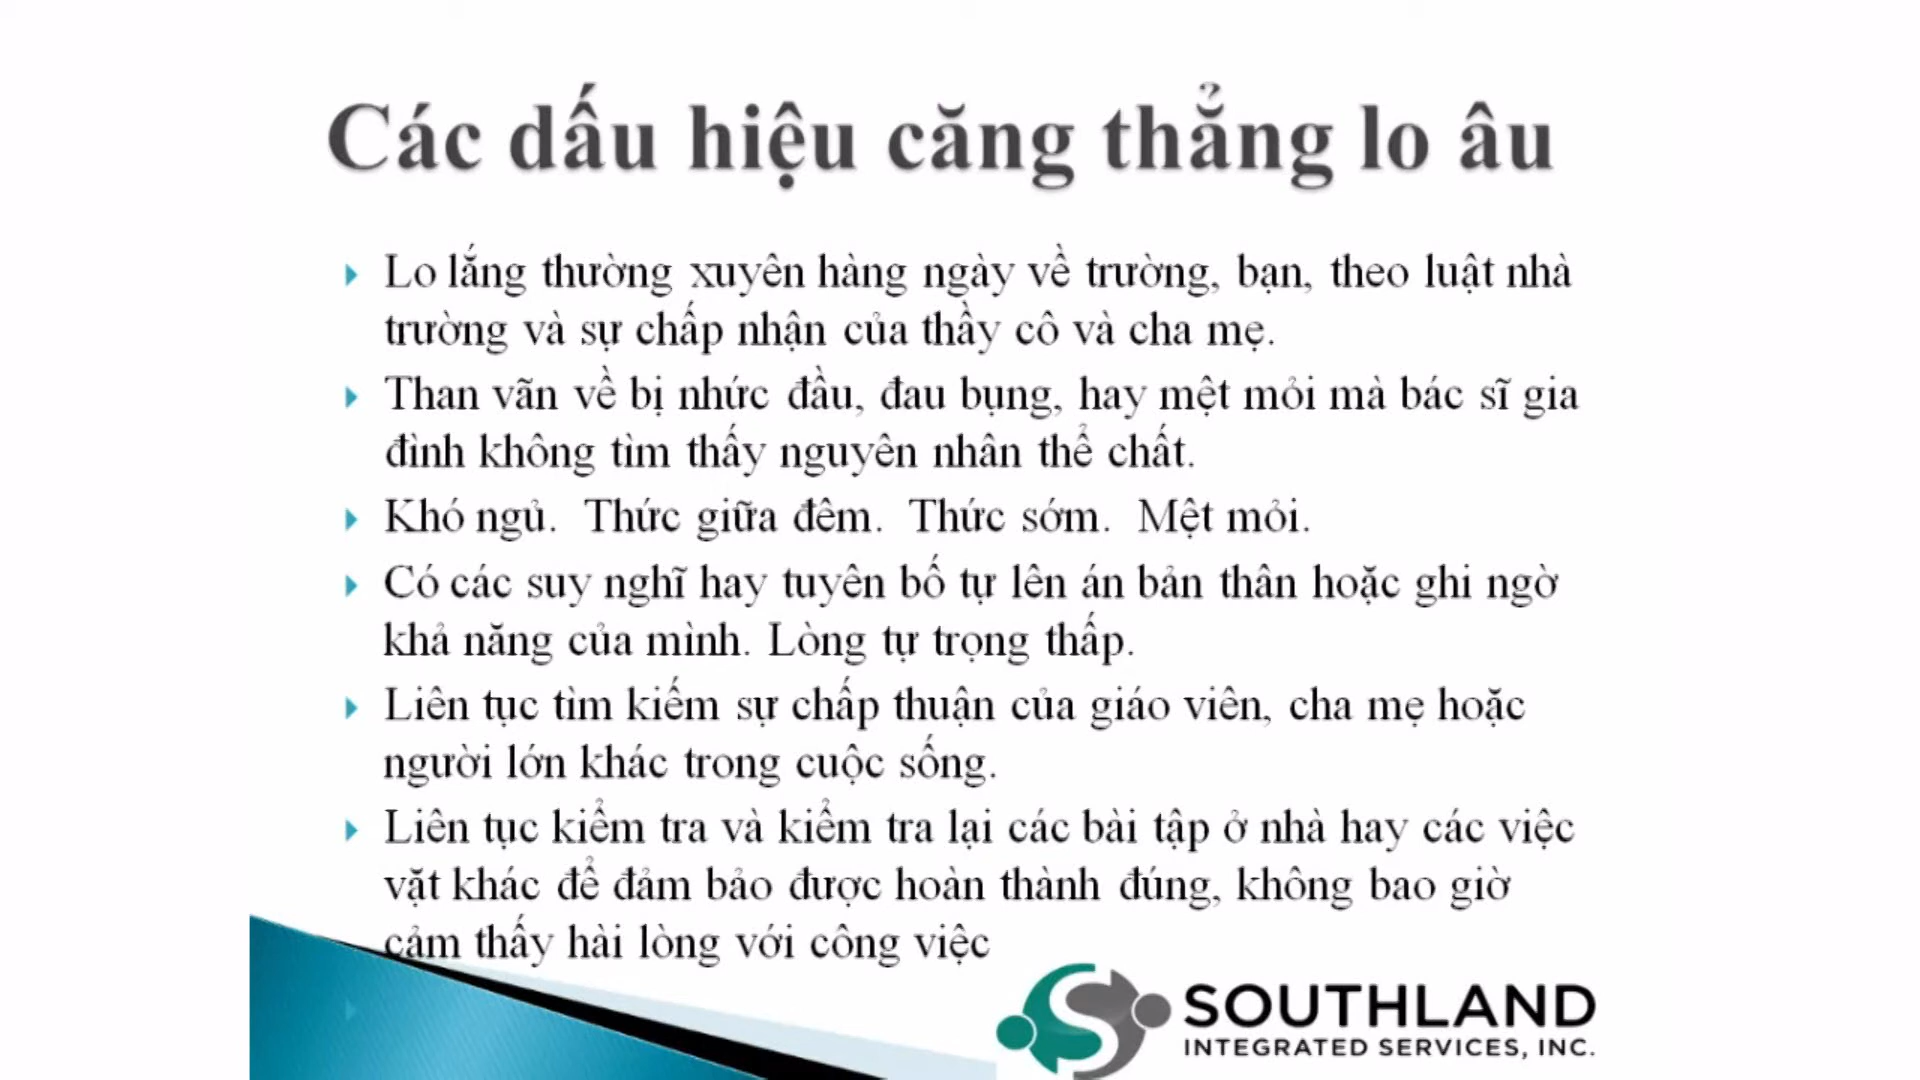 Các dấu hiệu căng thẳng lo âu
Lo lắng thường xuyên hàng ngày về trường, bạn, theo luật nhà
trường và sự chấp nhận của thầy cô và cha mẹ.
Than vãn về bị nhức đầu, đau bụng, hay mệt mỏi mà bác sĩ gia
đình không tìm thấy nguyên nhân thể chất.
Khó ngủ. Thức giữa đêm. Thức sớm. Mệt mỏi.
Có các suy nghĩ hay tuyên bố tự lên án bản thân hoặc ghi ngờ
khả năng của mình. Lòng tự trọng thấp.
Liên tục tìm kiếm sự chấp thuận của giáo viên, cha mẹ hoặc
người lớn khác trong cuộc sống.
Liên tục kiểm tra và kiểm tra lại các bài tập ở nhà hay các việc
vặt khác để đảm bảo được hoàn thành đúng, không bao giờ
cảm thấy hài lòng với công việc
SOUTHLAND
INTEGRATED SERVICES, INC.